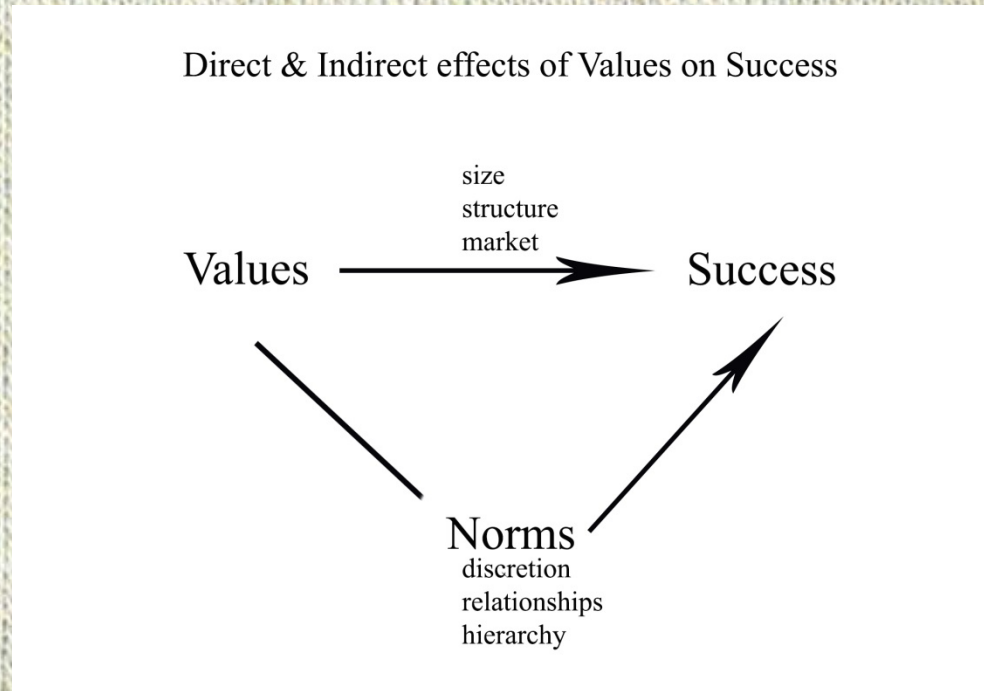 Direct & Indirect effects of Values on Success
size
structure
market
Values
Success
Norms
discretion
relationships
hierarchy